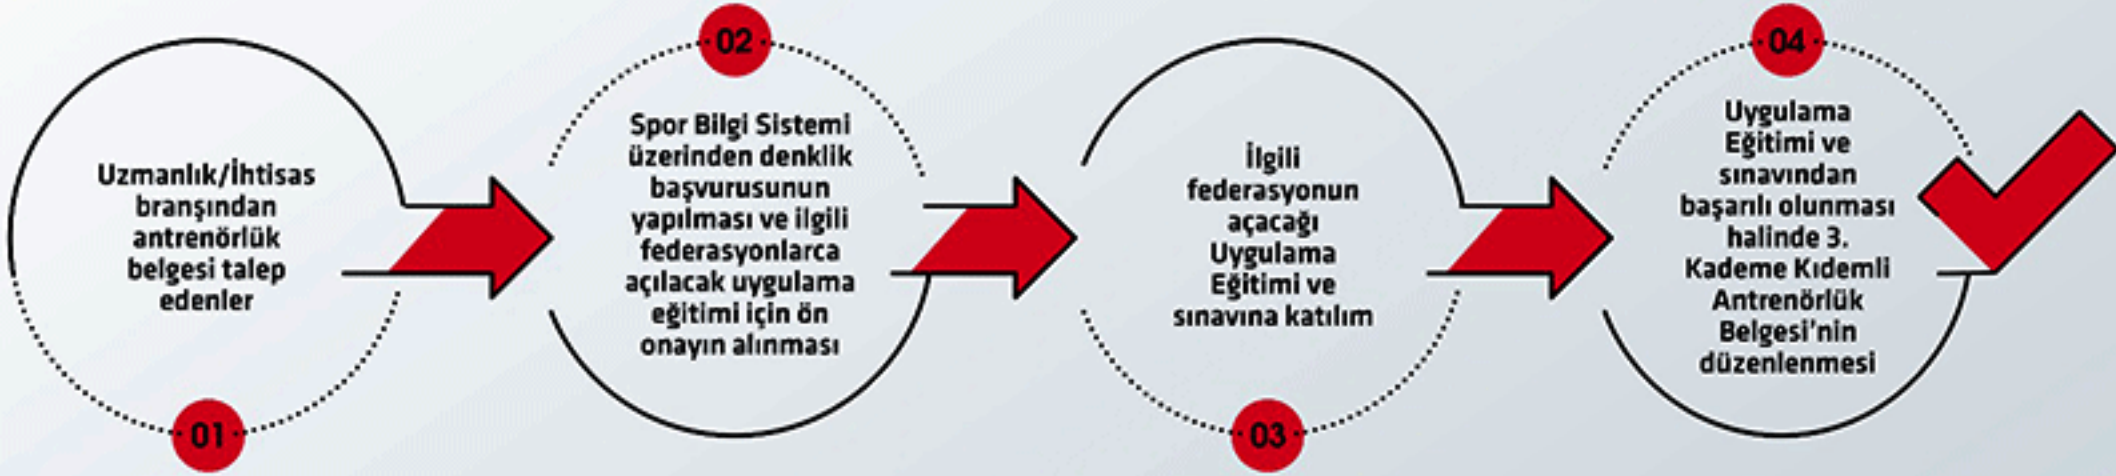 Uzmanlık/İhtisas
branşından
antrenörlük
belgesi talep
edenler
01
02
Spor Bilgi Sistemi
üzerinden denklik
başvurusunun
yapılması ve ilgili
federasyonlarca
açılacak uygulama
eğitimi için ön
onayın alınması
İlgili
federasyonun
açacağı
Uygulama
Eğitimi ve
sınavına katılım
03
04
Uygulama
Eğitimi ve
sınavından
başarılı olunması
halinde 3.
Kademe Kıdemli
Antrenörlük
Belgesi'nin
düzenlenmesi